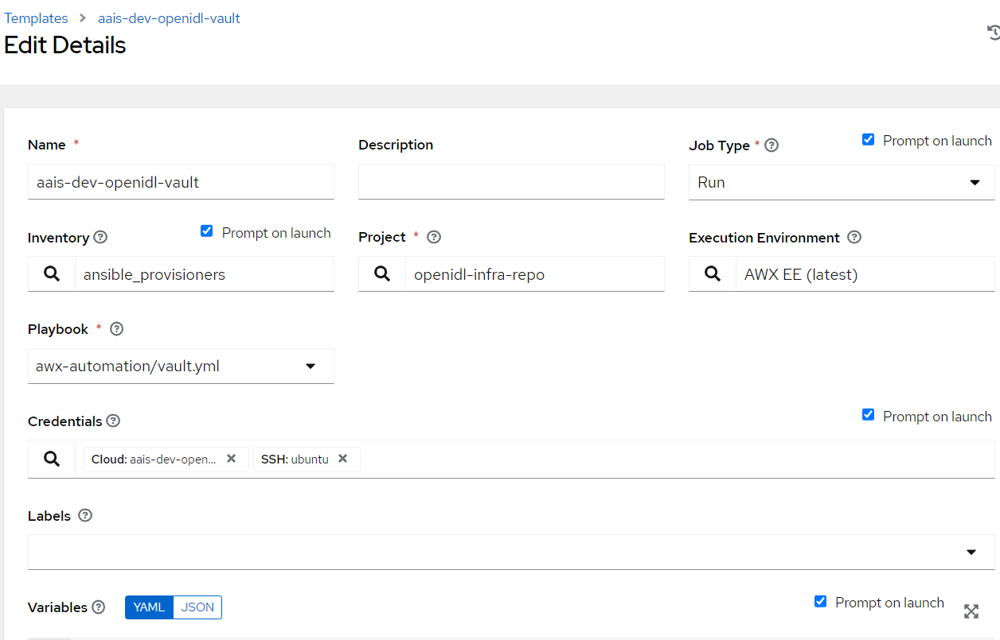 Templates > aais-dev-openidl-vault
Edit Details
Name *
Description
Job Type *
Prompt on launch
aais-dev-openidl-vault
Run
Inventory
Prompt on launch
Project *
Execution Environment
ansible_provisioners
openidl-infra-repo
AWX EE (latest)
Playbook *
awx-automation/vault.yml
Credentials
Prompt on launch
Cloud: aais-dev-open...
SSH: ubuntu
Labels
Variables
YAML
JSON
Prompt on launch